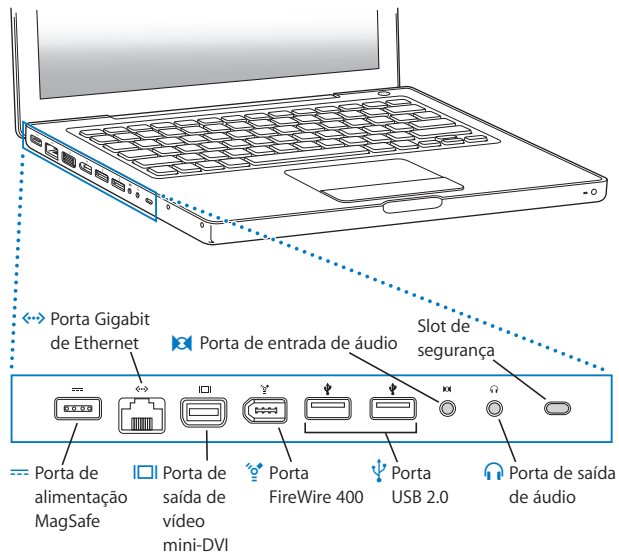 Porta Gigabit
de Ethernet
Porta de entrada de áudio
Slot de
segurança
Porta de
alimentação
MagSafe
Porta de
saída de
vídeo
mini-DVI
Porta
FireWire 400
Porta
USB 2.0
Porta de saída
de áudio